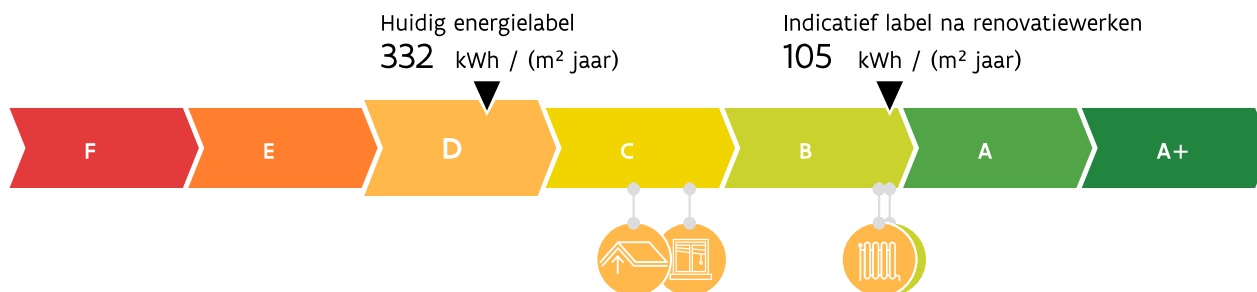 Huidig energielabel
332 kWh / (m² jaar)
Indicatief label na renovatiewerken
105 kWh / (m² jaar)
F E D C B A A+